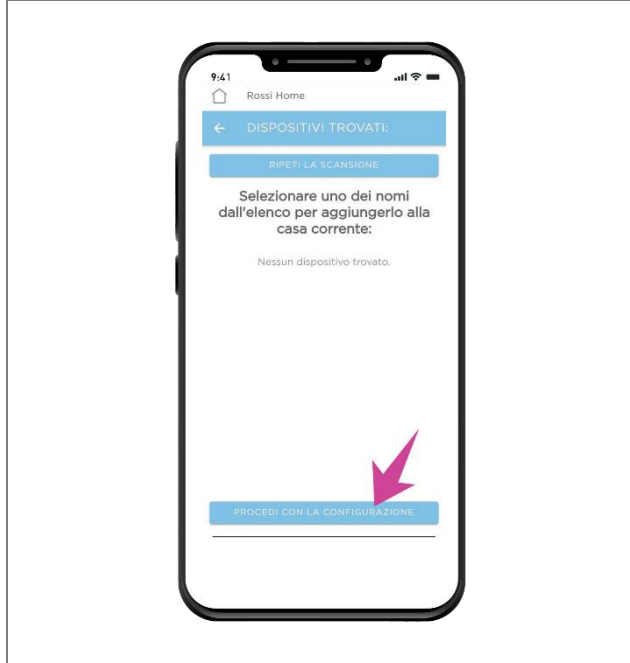 9:41
Rossi Home
DISPOSITIVI TROVATI:
RIPETI LA SCANSIONE
Selezionare uno dei nomi
dall'elenco per aggiungerlo alla
casa corrente:
Nessun dispositivo trovato.
PROCEDI CON LA CONFIGURAZIONE